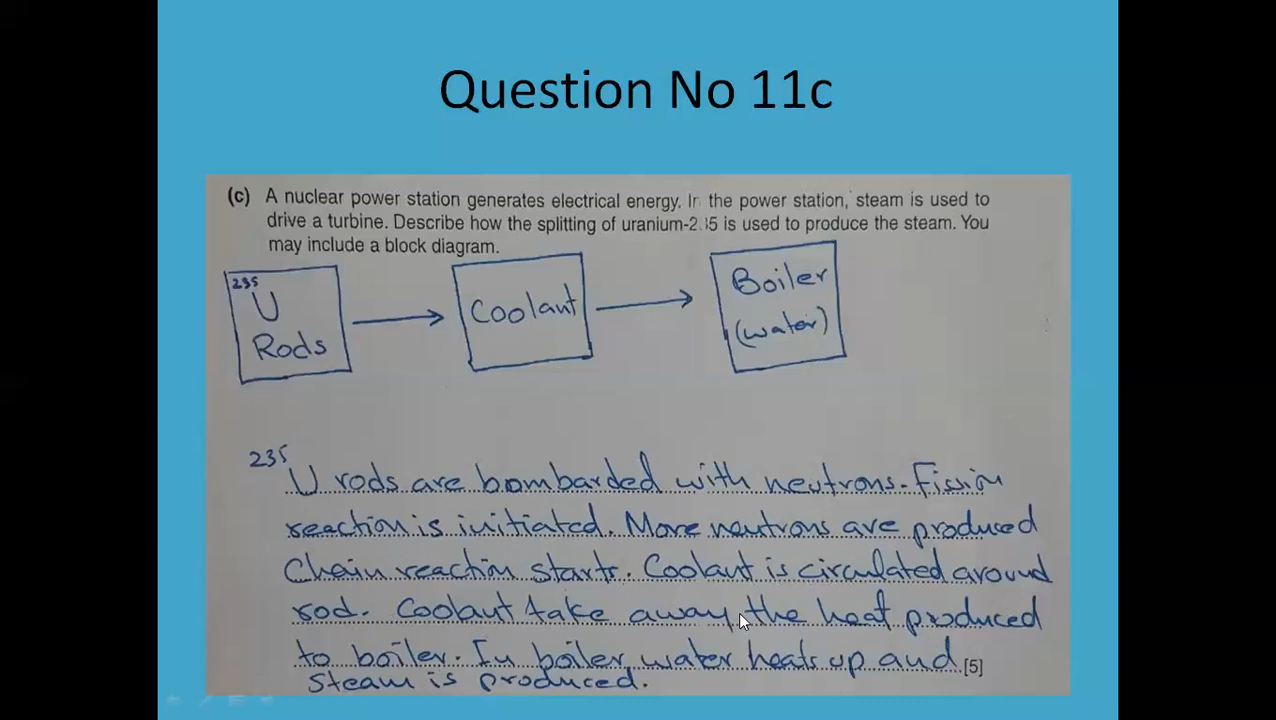 Question No 11c
(c) A nuclear power station generates electrical energy. In the power station, steam is used to
drive a turbine. Describe how the splitting of uranium-235 is used to produce the steam. You
may include a block diagram.
235
U
Rods
Coolant
Boiler
(water)
235
U rods are bombarded with neutrons. Fission
reaction is initiated. More neutrons are produced
Chain reaction starts. Coolant is circulated around
rod. Coolant take away the heat produced
to boiler. In boiler water heats up and [5]
steam is produced.